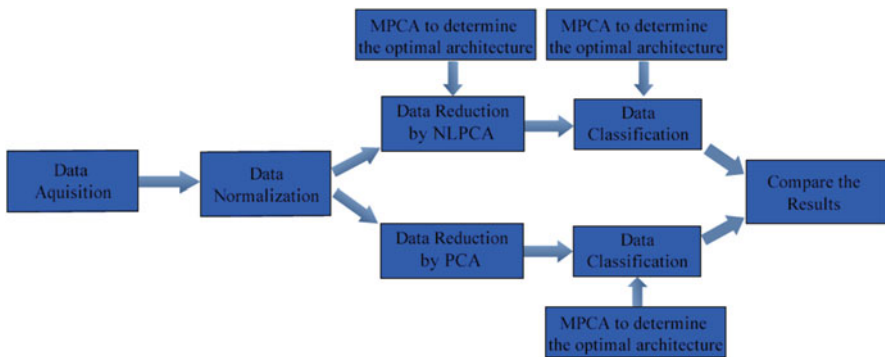 MPCA to determine
the optimal architecture
MPCA to determine
the optimal architecture
Data Reduction
by NLPCA
Data
Classification
Data
Aquisition
Data
Normalization
Compare the
Results
Data Reduction
by PCA
Data
Classification
MPCA to determine
the optimal architecture